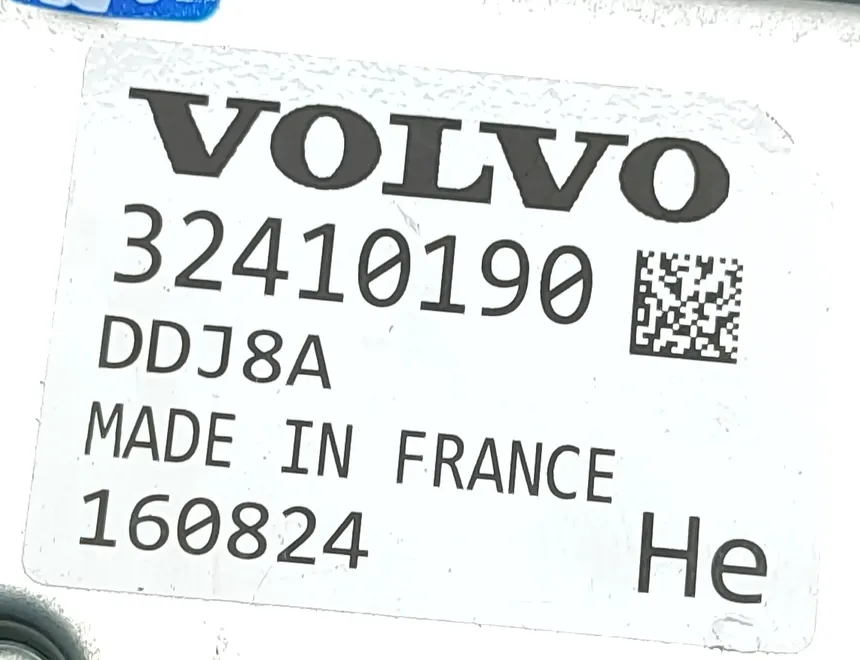 VOLVO
32410190
DDJ8A
MADE IN FRANCE
160824
He